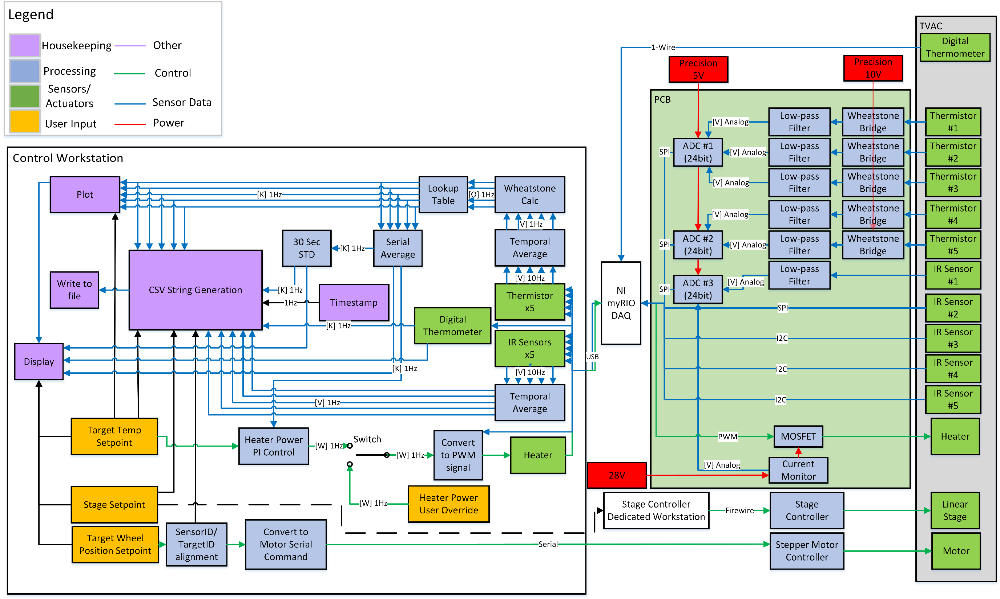 Legend
Housekeeping
Other
Processing
Control
Sensors/
Actuators
Sensor Data
User Input
Power
Control Workstation
Plot
[K] 1Hz
Lookup
Table
[Ω] 1Hz
Wheatstone
Calc
[V] 1Hz
30 Sec
STD
[K] 1Hz
Serial
Average
Temporal
Average
[V] 10Hz
Write to
file
CSV String Generation
[K] 1Hz
1Hz
Timestamp
Thermistor
x5
[K] 1Hz
Digital
Thermometer
IR Sensors
x5
Display
[K] 1Hz
[V] 10Hz
USB
[V] 1Hz
Temporal
Average
Target Temp
Setpoint
Heater Power
PI Control
[W] 1Hz
Switch
[W] 1Hz
Convert
to PWM
signal
Heater
Stage Setpoint
[W] 1Hz
Heater Power
User Override
Target Wheel
Position Setpoint
SensorID/
TargetID
alignment
Convert to
Motor Serial
Command
Serial
NI
myRIO
DAQ
1-Wire
Precision
5V
Precision
10V
TVAC
Digital
Thermometer
PCB
[V] Analog
Low-pass
Filter
Wheatstone
Bridge
Thermistor
#1
SPI
ADC #1
(24bit)
[V] Analog
Low-pass
Filter
Wheatstone
Bridge
Thermistor
#2
[V] Analog
Low-pass
Filter
Wheatstone
Bridge
Thermistor
#3
[V] Analog
Low-pass
Filter
Wheatstone
Bridge
Thermistor
#4
SPI
ADC #2
(24bit)
[V] Analog
Low-pass
Filter
Wheatstone
Bridge
Thermistor
#5
SPI
ADC #3
(24bit)
[V] Analog
Low-pass
Filter
IR Sensor
#1
SPI
IR Sensor
#2
I2C
IR Sensor
#3
I2C
IR Sensor
#4
I2C
IR Sensor
#5
PWM
MOSFET
Heater
[V] Analog
Current
Monitor
28V
Stage Controller
Dedicated Workstation
Firewire
Stage
Controller
Linear
Stage
Stepper Motor
Controller
Motor